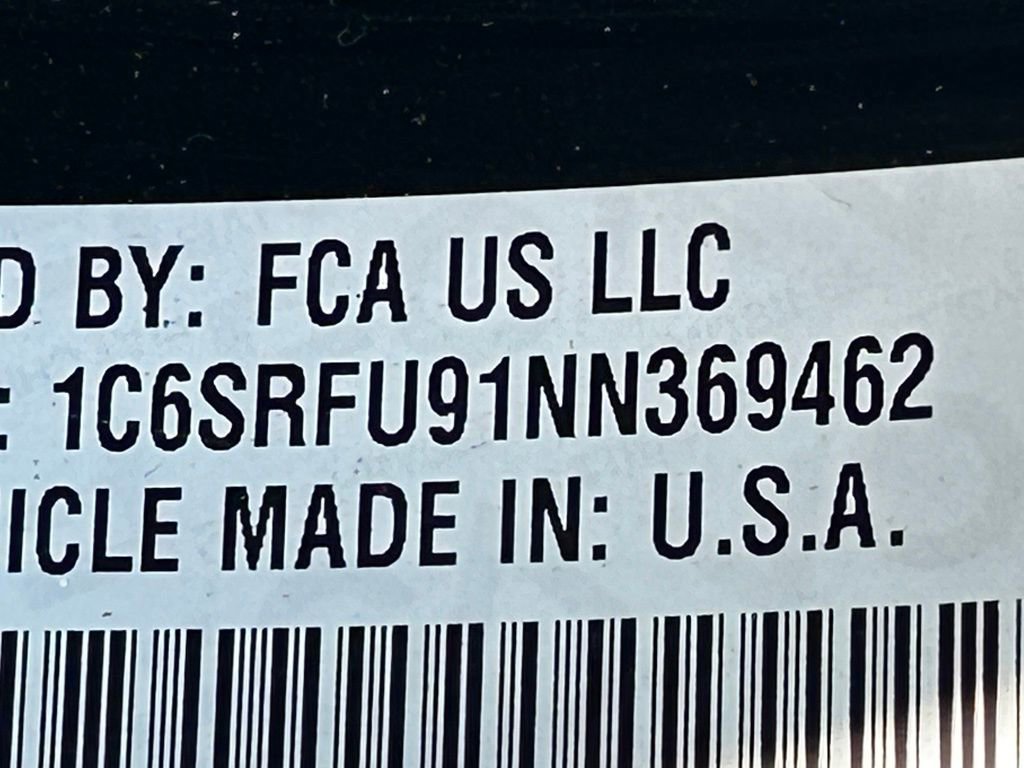 D BY: FCA US LLC
: 1C6SRFU91NN369462
ICLE MADE IN: U.S.A.